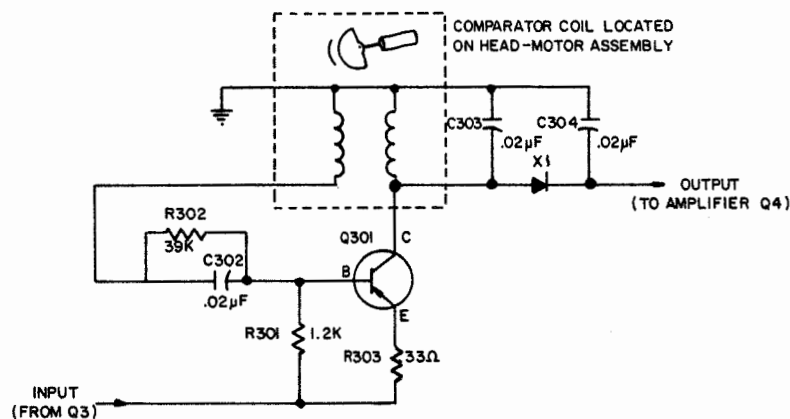 COMPARATOR COIL LOCATED
ON HEAD-MOTOR ASSEMBLY
C303
.02µF
C304
.02µF
X1
OUTPUT
(TO AMPLIFIER Q4)
R302
39K
C302
.02µF
Q301
C
B
E
R301
1.2K
R303
33Ω
INPUT
(FROM Q3)